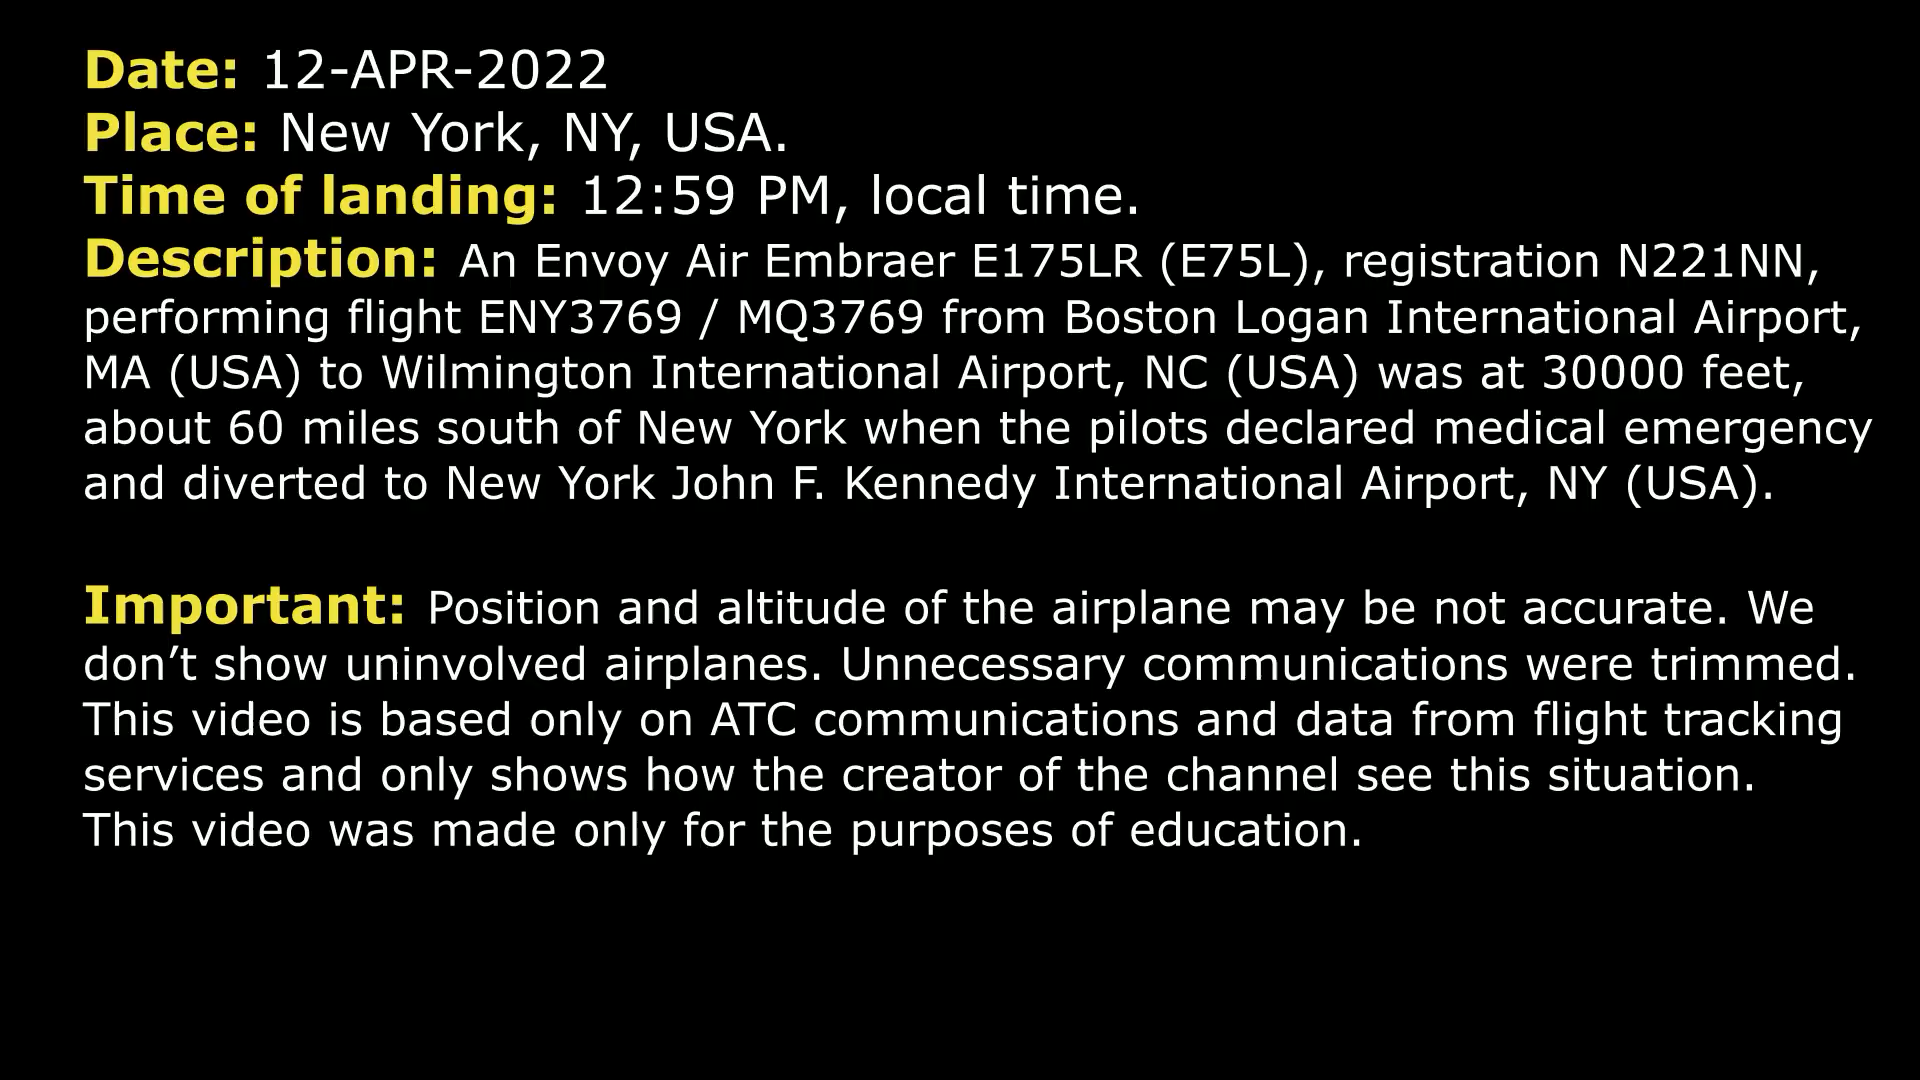 Date: 12-APR-2022
Place: New York, NY, USA.
Time of landing: 12:59 PM, local time.
Description: An Envoy Air Embraer E175LR (E75L), registration N221NN,
performing flight ENY3769 / MQ3769 from Boston Logan International Airport,
MA (USA) to Wilmington International Airport, NC (USA) was at 30000 feet,
about 60 miles south of New York when the pilots declared medical emergency
and diverted to New York John F. Kennedy International Airport, NY (USA).
Important: Position and altitude of the airplane may be not accurate. We
don’t show uninvolved airplanes. Unnecessary communications were trimmed.
This video is based only on ATC communications and data from flight tracking
services and only shows how the creator of the channel see this situation.
This video was made only for the purposes of education.